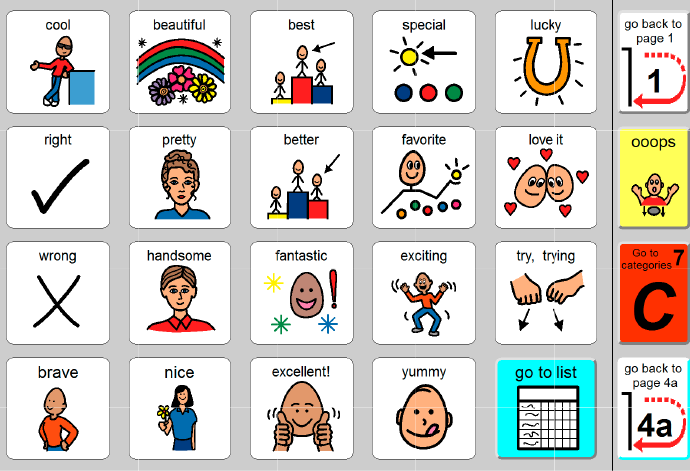 cool
beautiful
best
special
lucky
go back to
page 1
1
right
pretty
better
favorite
love it
ooops
wrong
handsome
fantastic
exciting
try, trying
Go to
categories 7
C
brave
nice
excellent!
yummy
go to list
go back to
page 4a
4a